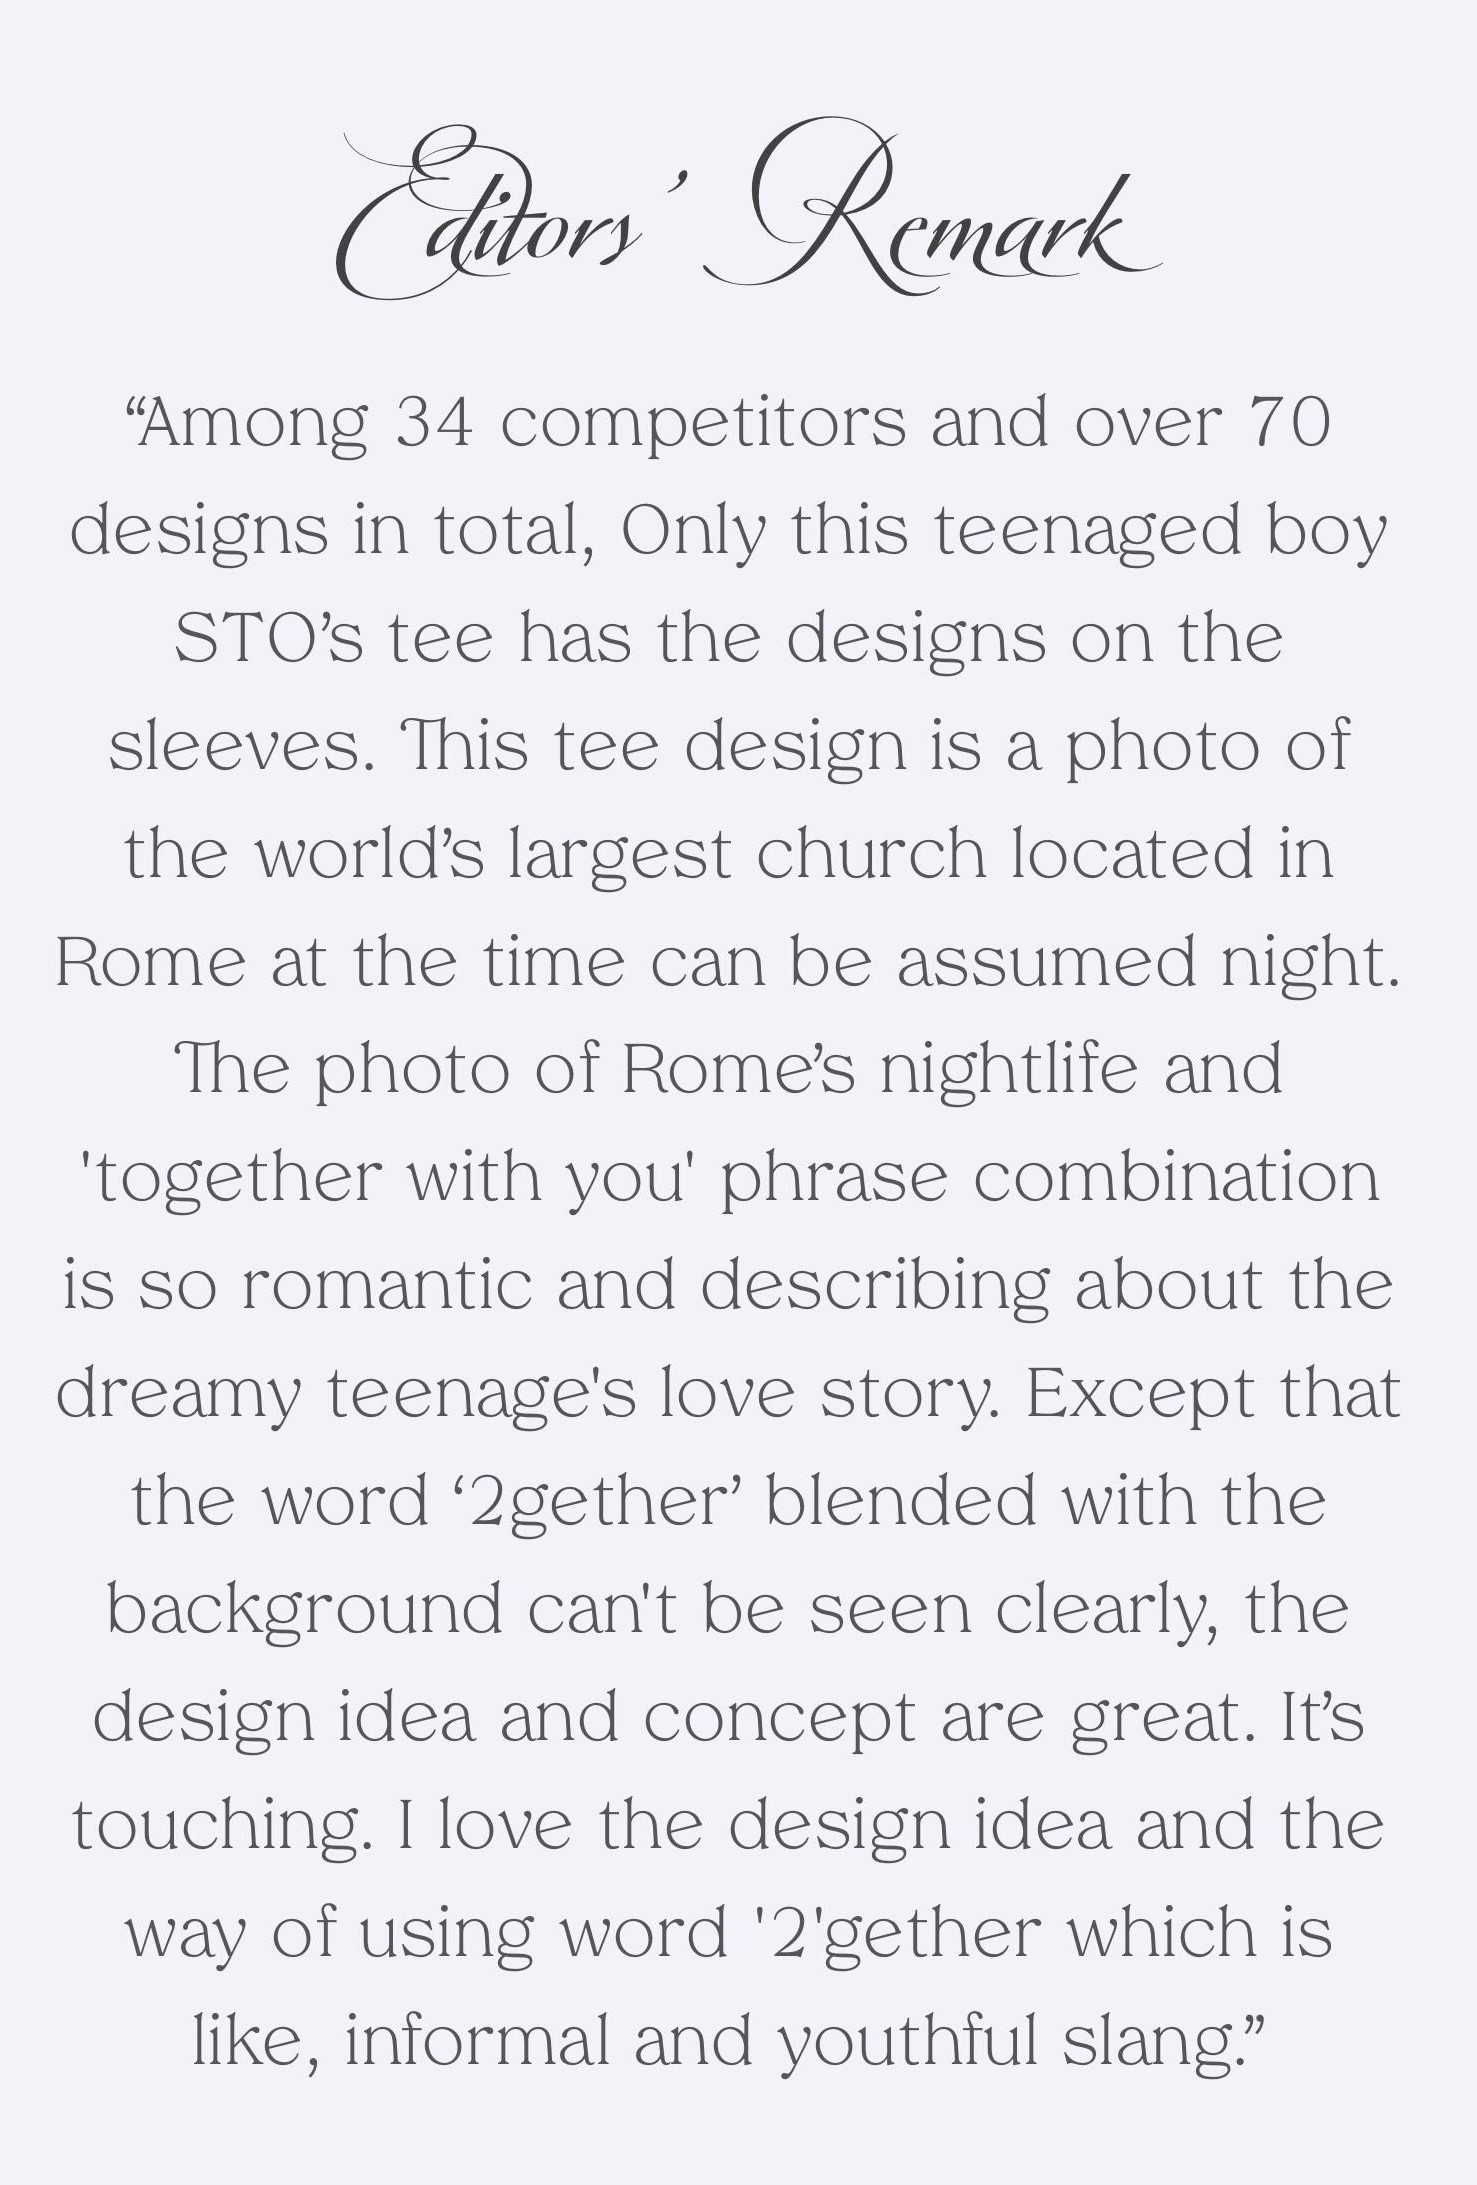 Editors’ Remark
“Among 34 competitors and over 70
designs in total, Only this teenaged boy
STO’s tee has the designs on the
sleeves. This tee design is a photo of
the world’s largest church located in
Rome at the time can be assumed night.
The photo of Rome’s nightlife and
'together with you' phrase combination
is so romantic and describing about the
dreamy teenage's love story. Except that
the word ‘2gether’ blended with the
background can't be seen clearly, the
design idea and concept are great. It’s
touching. I love the design idea and the
way of using word '2'gether which is
like, informal and youthful slang.”